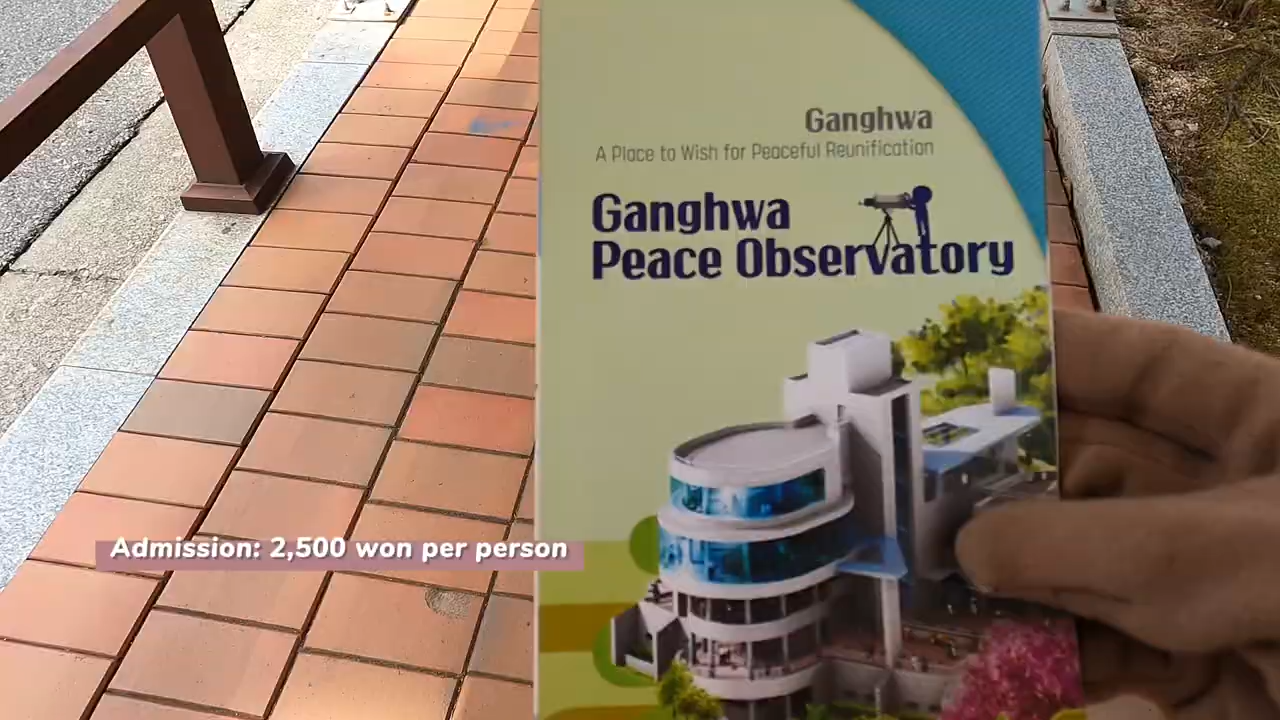 Ganghwa
A Place to Wish for Peaceful Reunification
Ganghwa
Peace Observatory
Admission: 2,500 won per person